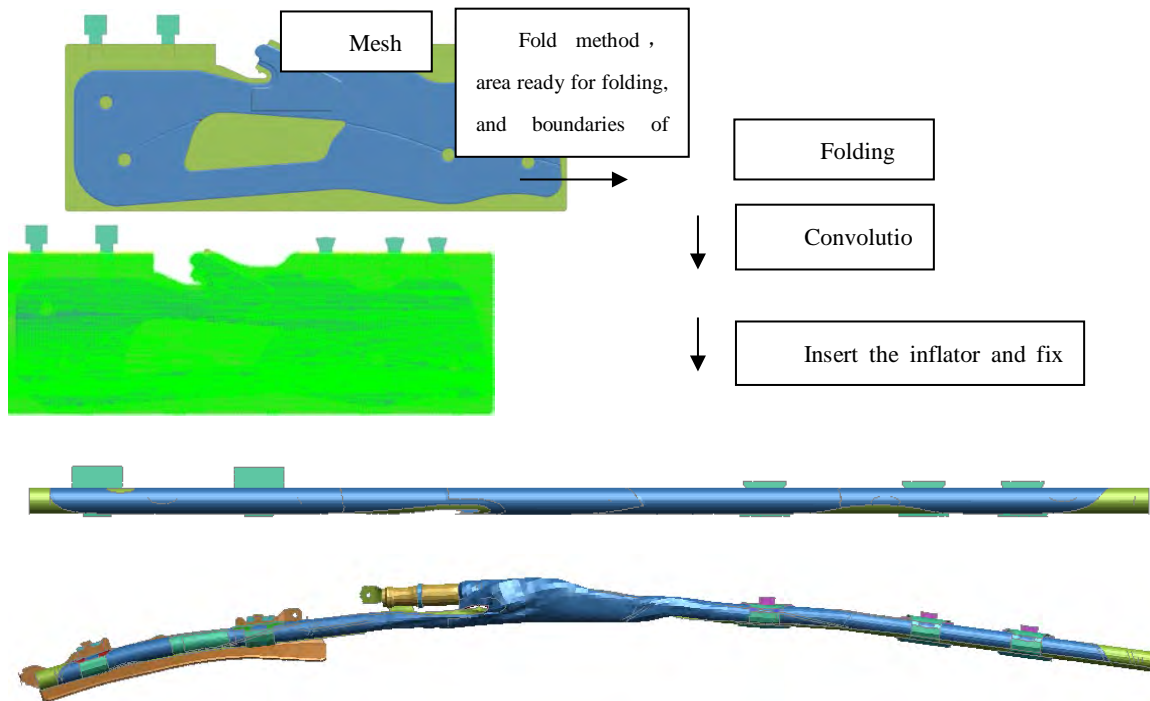 Mesh
Fold method，
area ready for folding,
and boundaries of
Folding
Convolutio
Insert the inflator and fix